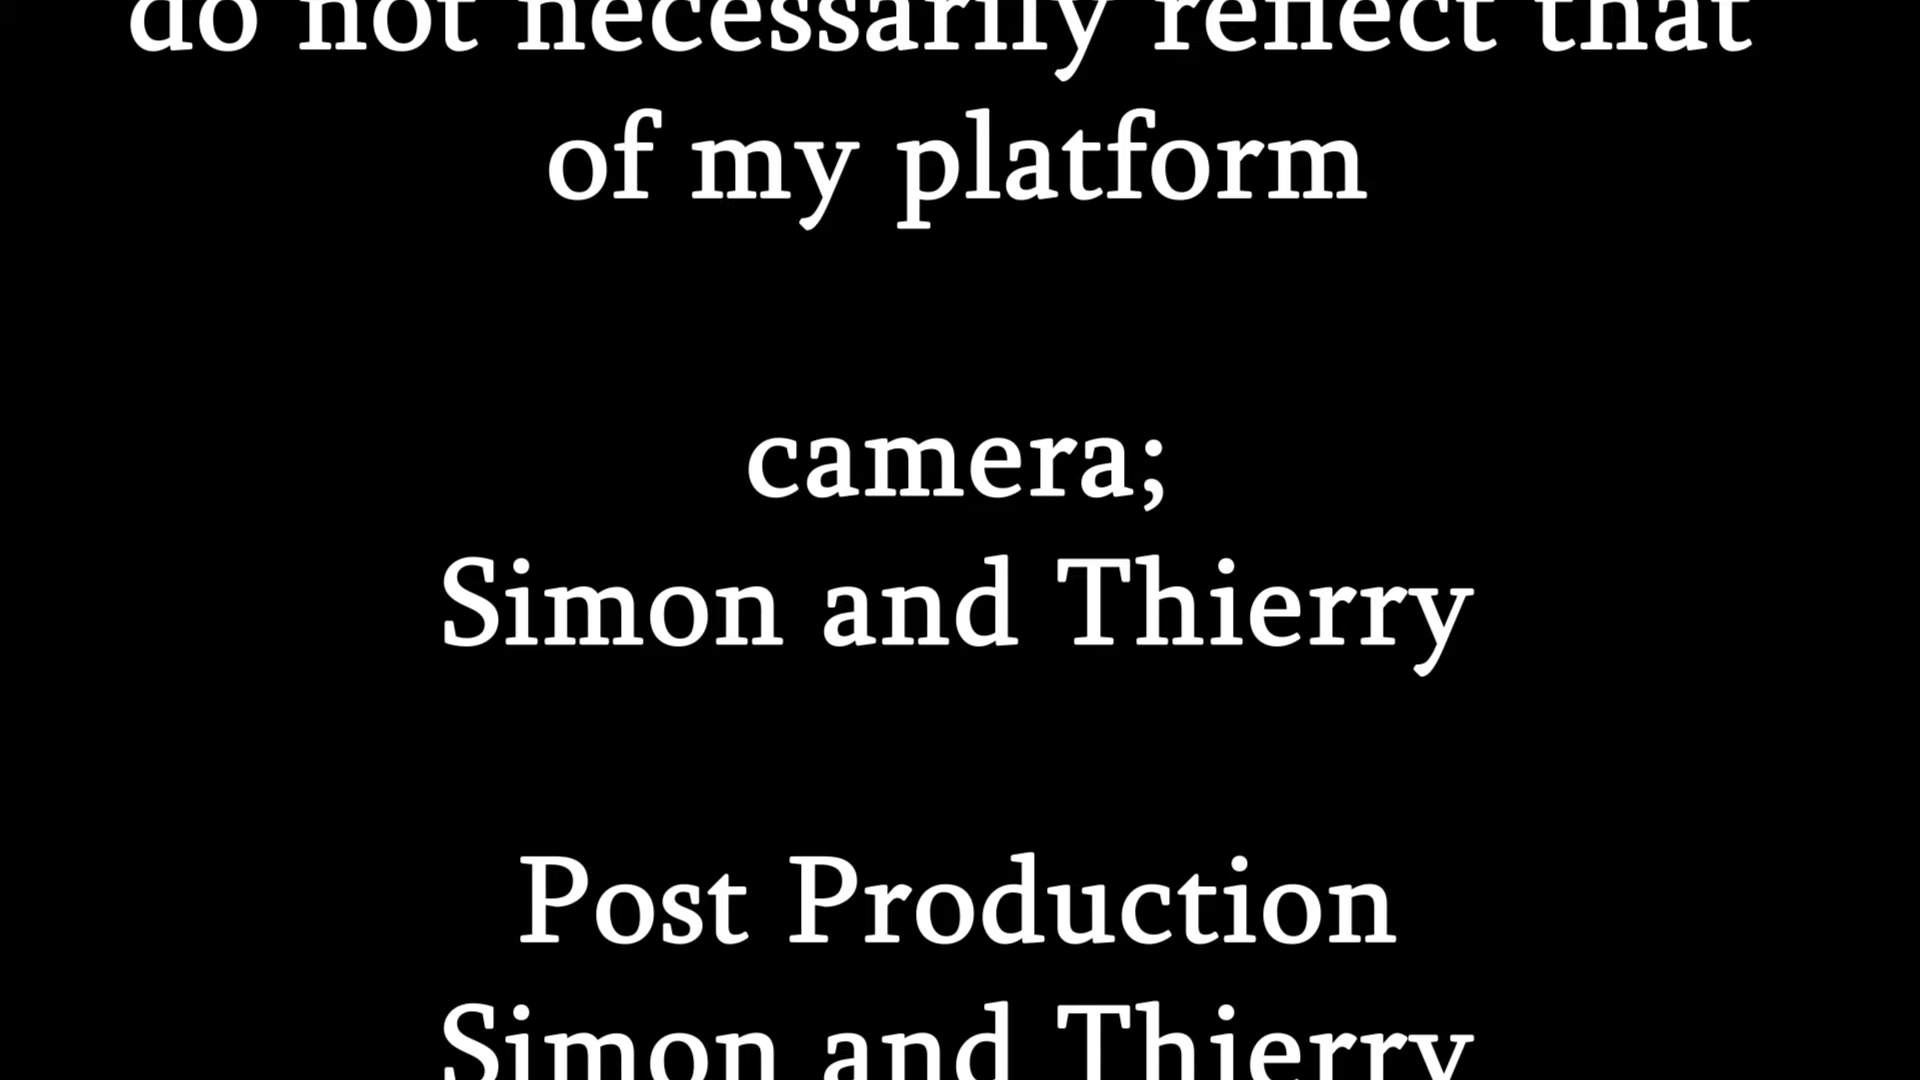 do not necessarily reflect that
of my platform
camera;
Simon and Thierry
Post Production
Simon and Thierry